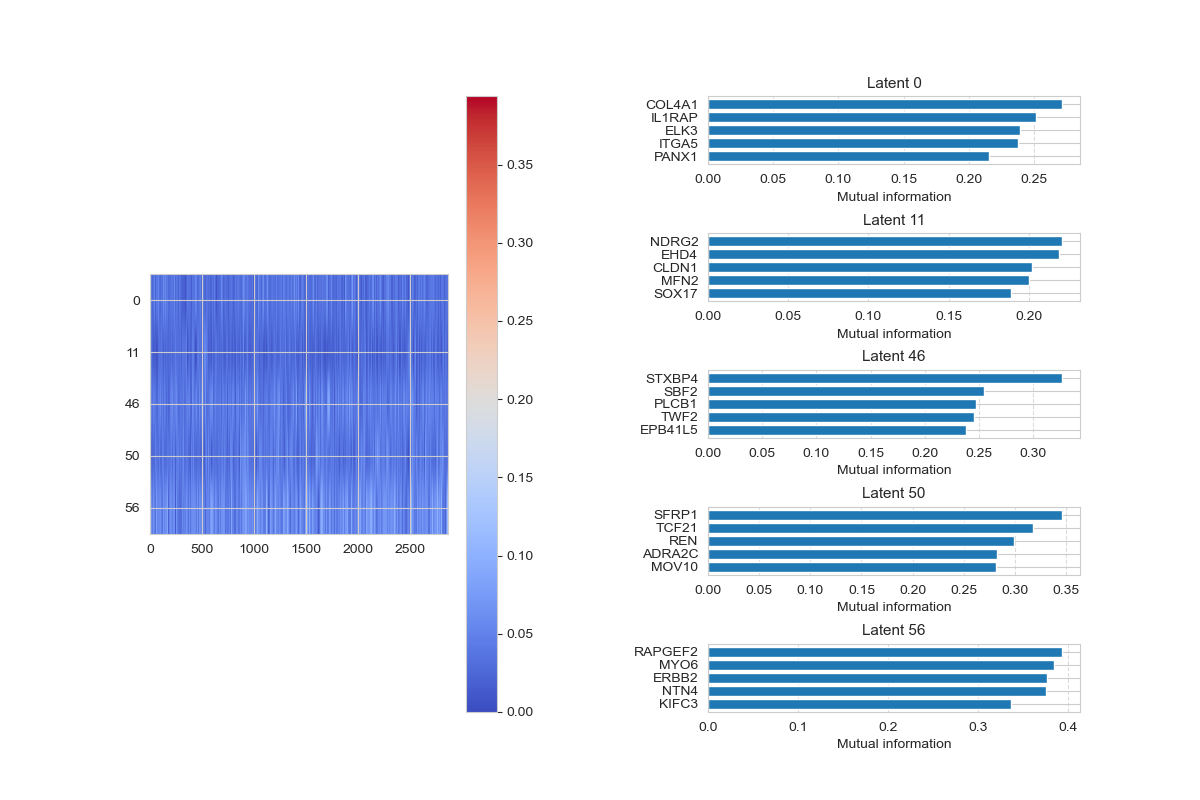 0
11
46
50
56
0 500 1000 1500 2000 2500
0.35
0.30
0.25
0.20
0.15
0.10
0.05
0.00
Latent 0
COL4A1
IL1RAP
ELK3
ITGA5
PANX1
0.00 0.05 0.10 0.15 0.20 0.25
Mutual information
Latent 11
NDRG2
EHD4
CLDN1
MFN2
SOX17
0.00 0.05 0.10 0.15 0.20
Mutual information
Latent 46
STXBP4
SBF2
PLCB1
TWF2
EPB41L5
0.00 0.05 0.10 0.15 0.20 0.25 0.30
Mutual information
Latent 50
SFRP1
TCF21
REN
ADRA2C
MOV10
0.00 0.05 0.10 0.15 0.20 0.25 0.30 0.35
Mutual information
Latent 56
RAPGEF2
MYO6
ERBB2
NTN4
KIFC3
0.0 0.1 0.2 0.3 0.4
Mutual information